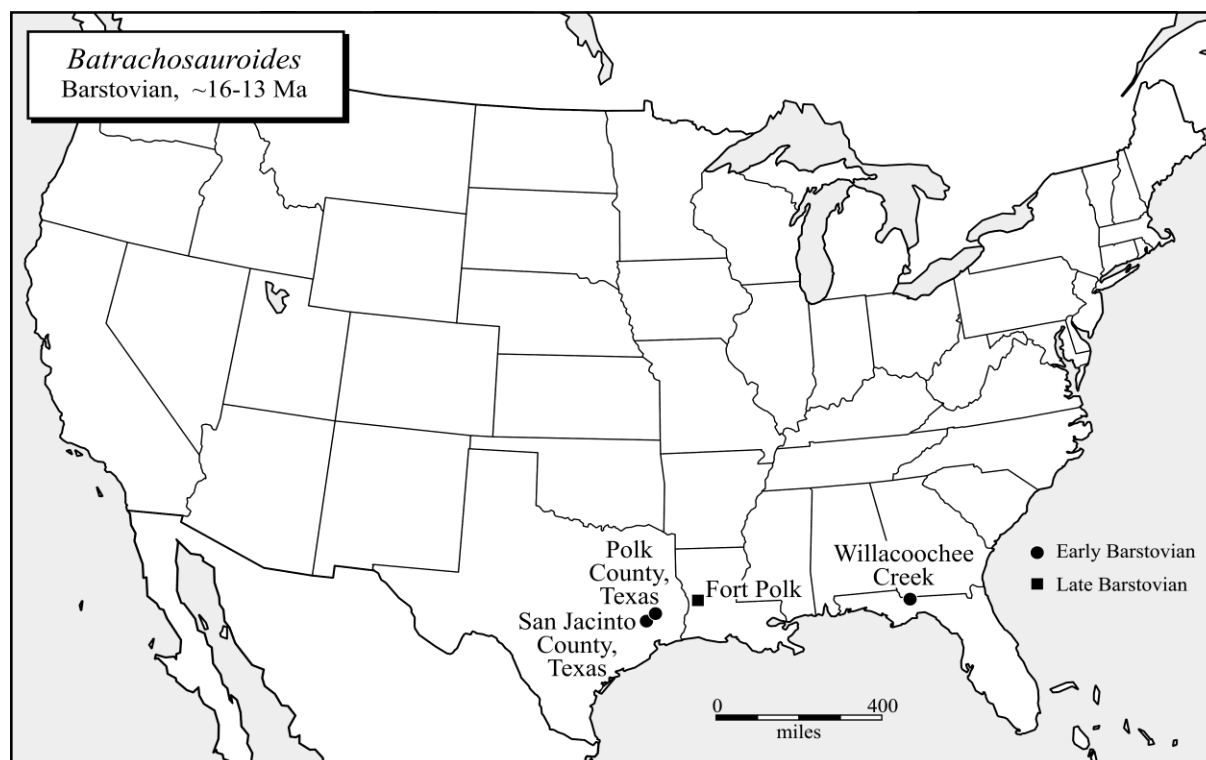 Batrachosauroides
Barstovian, ~16-13 Ma
Polk
County,
Texas
San Jacinto
County,
Texas
Fort Polk
Willacoochee
Creek
Early Barstovian
Late Barstovian
0 400
miles